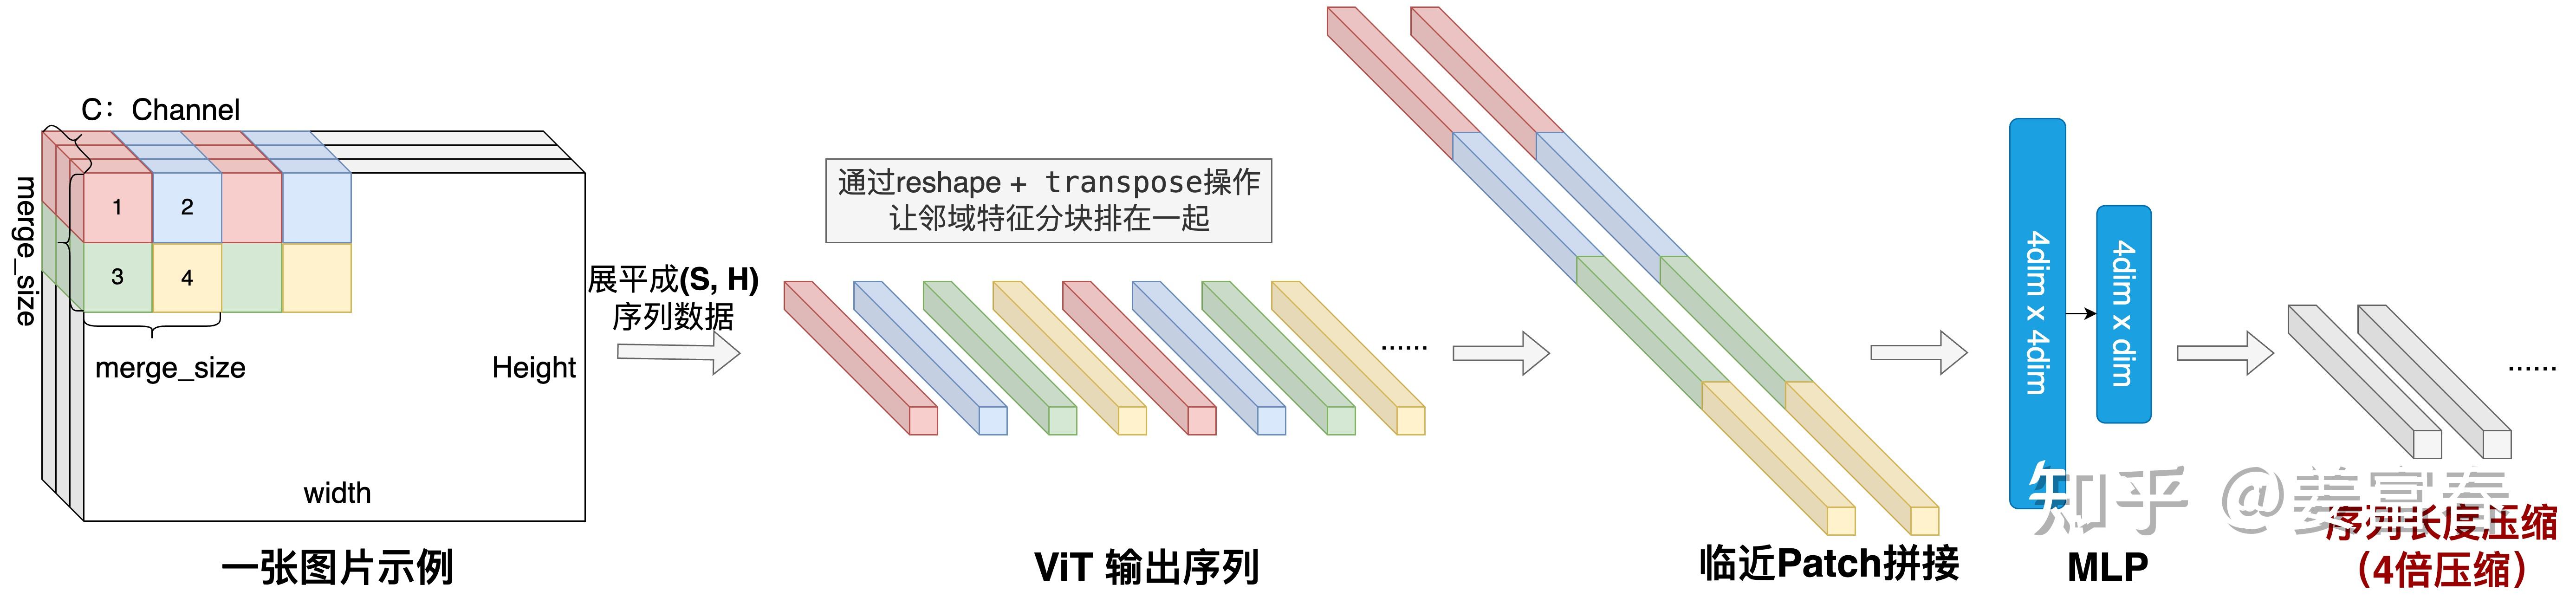 C：Channel
merge_size
1
2
3
4
merge_size
Height
width
一张图片示例
展平成(S, H)
序列数据
通过reshape + transpose操作
让邻域特征分块排在一起
......
ViT 输出序列
临近Patch拼接
4dim x 4dim
4dim x dim
MLP
......
知乎 @姜富春
序列长度压缩
(4倍压缩)